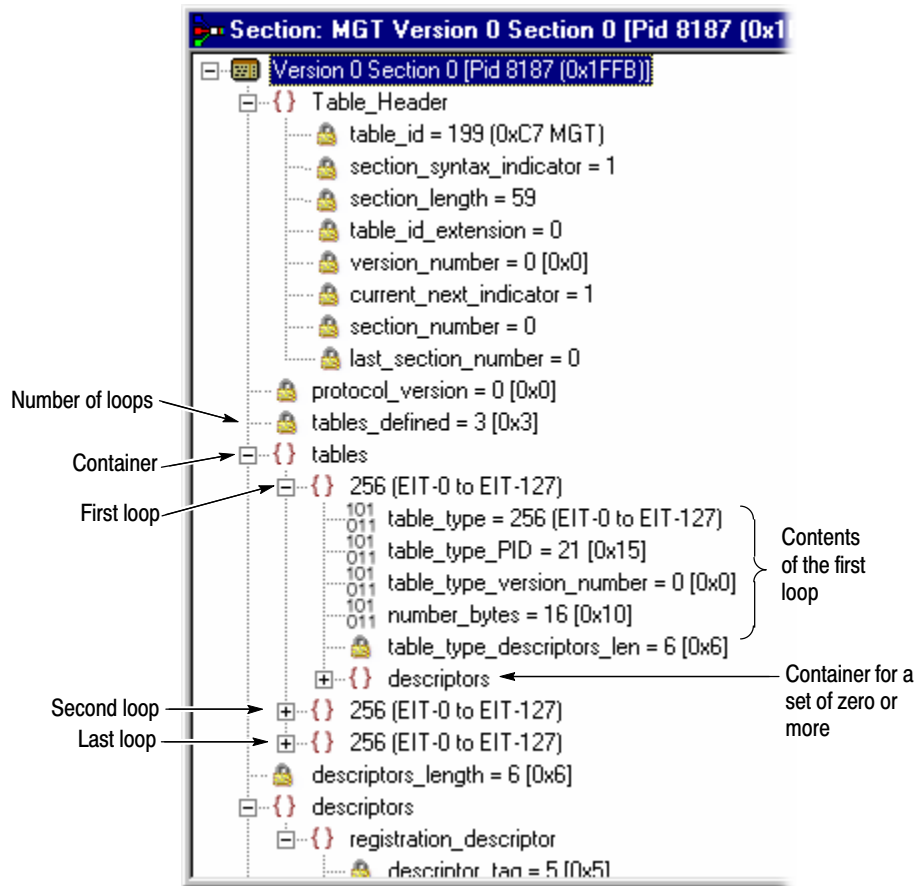 Section: MGT Version 0 Section 0 [Pid 8187 (0x1
Version 0 Section 0 [Pid 8187 (0x1FFB)]
Table_Header
table_id = 199 (0xC7 MGT)
section_syntax_indicator = 1
section_length = 59
table_id_extension = 0
version_number = 0 [0x0]
current_next_indicator = 1
section_number = 0
last_section_number = 0
protocol_version = 0 [0x0]
Number of loops
tables_defined = 3 [0x3]
Container
tables
First loop
256 (EIT-0 to EIT-127)
table_type = 256 (EIT-0 to EIT-127)
table_type_PID = 21 [0x15]
table_type_version_number = 0 [0x0]
number_bytes = 16 [0x10]
table_type_descriptors_len = 6 [0x6]
Contents
of the first
loop
descriptors
Container for a
set of zero or
more
Second loop
256 (EIT-0 to EIT-127)
Last loop
256 (EIT-0 to EIT-127)
descriptors_length = 6 [0x6]
descriptors
registration_descriptor
descriptor_tag = 5 [0x5]